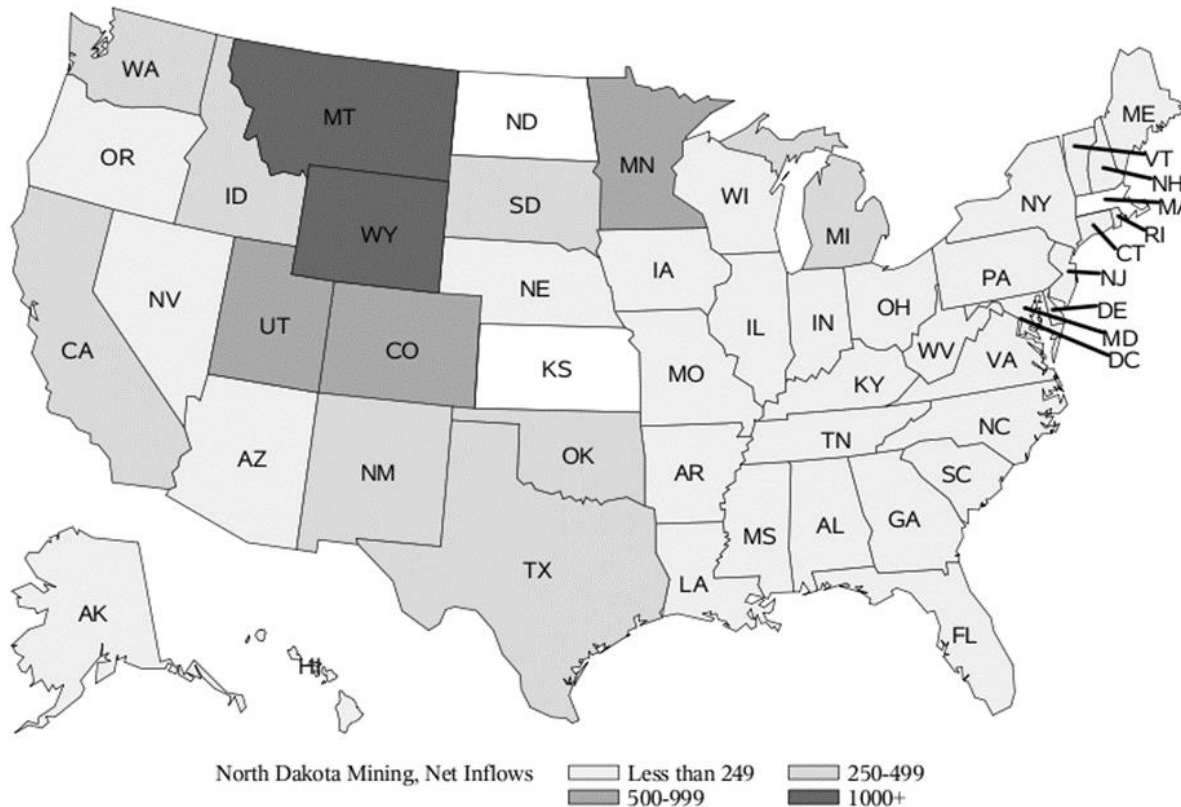 WA
MT
ND
MN
ME
OR
ID
SD
WI
VT
NH
MA
NY
RI
MI
CT
WY
IA
PA
NJ
NE
OH
DE
NV
IL
IN
MD
UT
CO
WV
DC
CA
KS
MO
KY
VA
NC
TN
AZ
NM
OK
AR
SC
MS
AL
GA
TX
LA
AK
FL
HI
North Dakota Mining, Net Inflows
Less than 249
250-499
500-999
1000+